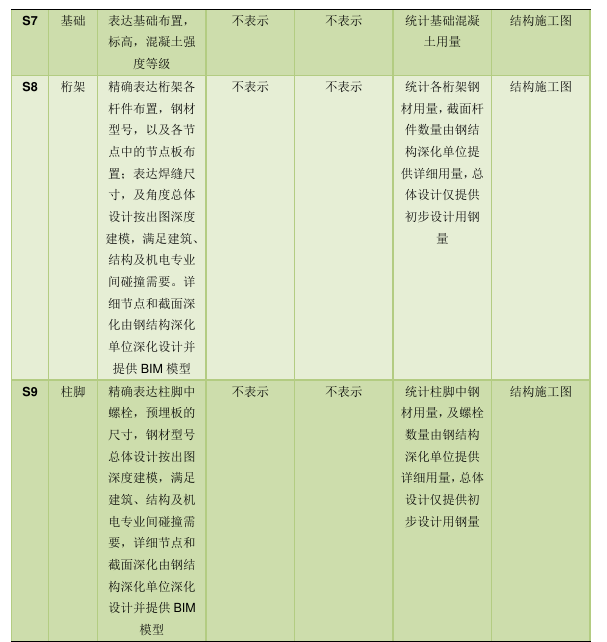 S7 基础 表达基础布置， 不表示 不表示 统计基础混凝 结构施工图
标高，混凝土强 土用量
度等级
S8 桁架 精确表达桁架各 不表示 不表示 统计各桁架钢 结构施工图
杆件布置，钢材 材用量，截面杆
型号，以及各节 件数量由钢结
点中的节点板布 构深化单位提
置；表达焊缝尺 供详细用量，总
寸，及角度总体 体设计仅提供
设计按出图深度 初步设计用钢
建模，满足建筑、 量
结构及机电专业
间碰撞需要。详
细节点和截面深
化由钢结构深化
单位深化设计并
提供 BIM 模型
S9 柱脚 精确表达柱脚中 不表示 不表示 统计柱脚中钢 结构施工图
螺栓，预埋板的 材用量，及螺栓
尺寸，钢材型号 数量由钢结构
总体设计按出图 深化单位提供
深度建模，满足 详细用量，总体
建筑、结构及机 设计仅提供初
电专业间碰撞需 步设计用钢量
要，详细节点和
截面深化由钢结
构深化单位深化
设计并提供 BIM
模型